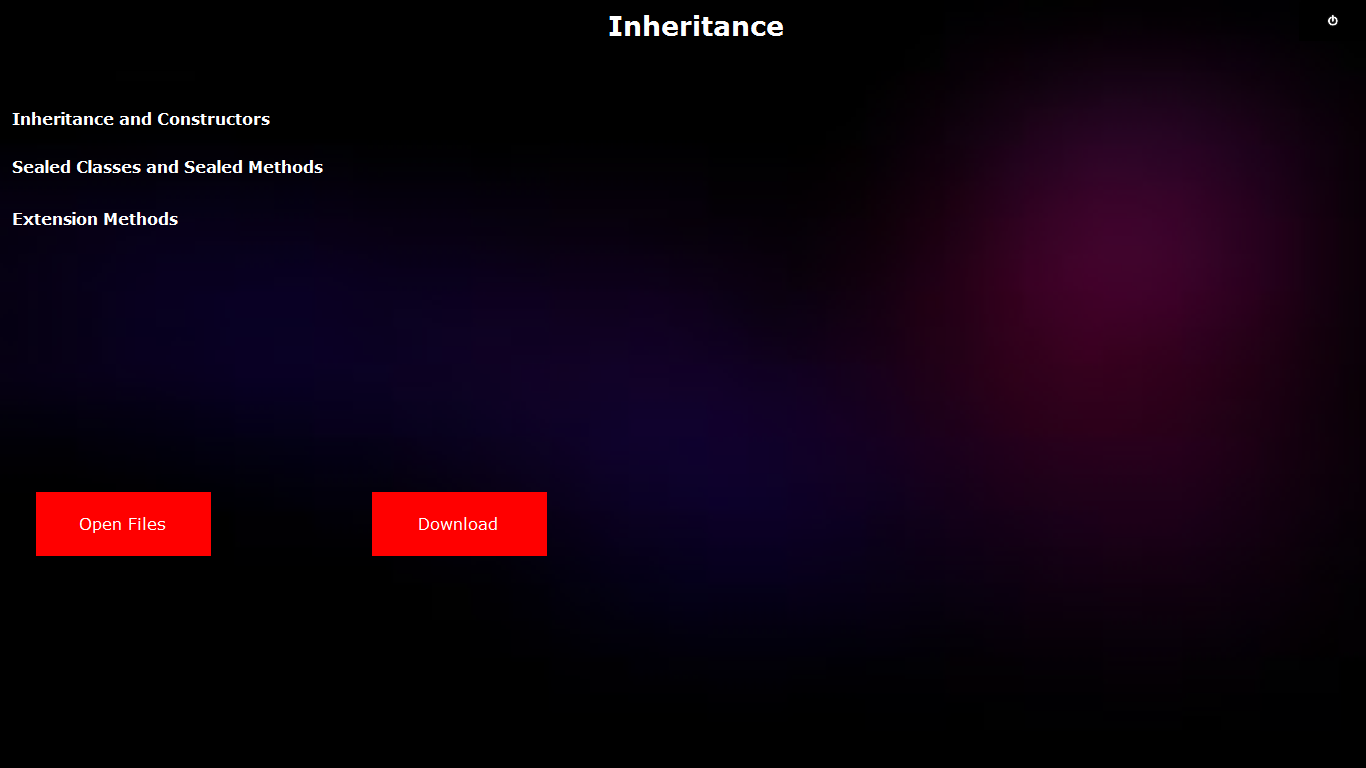 Inheritance
Inheritance and Constructors
Sealed Classes and Sealed Methods
Extension Methods
Open Files
Download